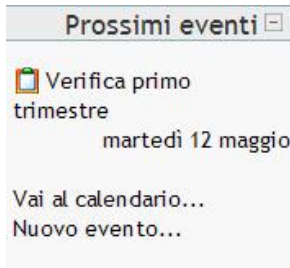 Prossimi eventi
Verifica primo
trimestre
martedì 12 maggio
Vai al calendario...
Nuovo evento...